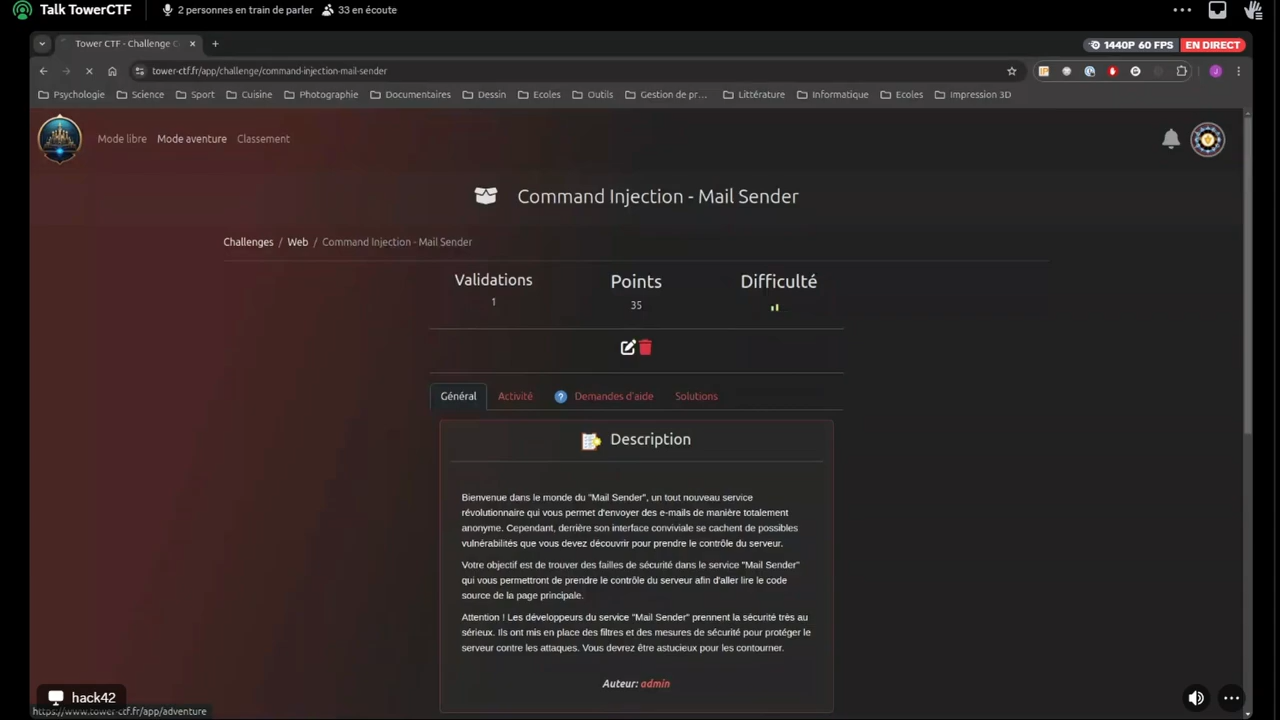 Talk TowerCTF
2 personnes en train de parler
33 en écoute
Tower CTF - Challenge C
1440P 60 FPS
EN DIRECT
tower-ctf.fr/app/challenge/command-injection-mail-sender
Psychologie
Science
Sport
Cuisine
Photographie
Documentaires
Dessin
Ecoles
Outils
Gestion de pr...
Littérature
Informatique
Ecoles
Impression 3D
Mode libre
Mode aventure
Classement
Command Injection - Mail Sender
Challenges / Web / Command Injection - Mail Sender
Validations
1
Points
35
Difficulté
Général
Activité
? Demandes d'aide
Solutions
Description
Bienvenue dans le monde du "Mail Sender", un tout nouveau service
révolutionnaire qui vous permet d'envoyer des e-mails de manière totalement
anonyme. Cependant, derrière son interface conviviale se cachent de possibles
vulnérabilités que vous devez découvrir pour prendre le contrôle du serveur.
Votre objectif est de trouver des failles de sécurité dans le service "Mail Sender"
qui vous permettront de prendre le contrôle du serveur afin d'aller lire le code
source de la page principale.
Attention ! Les développeurs du service "Mail Sender" prennent la sécurité très au
sérieux. Ils ont mis en place des filtres et des mesures de sécurité pour protéger le
serveur contre les attaques. Vous devrez être astucieux pour les contourner.
Auteur: admin
hack42
https://www.tower-ctf.fr/app/adventure